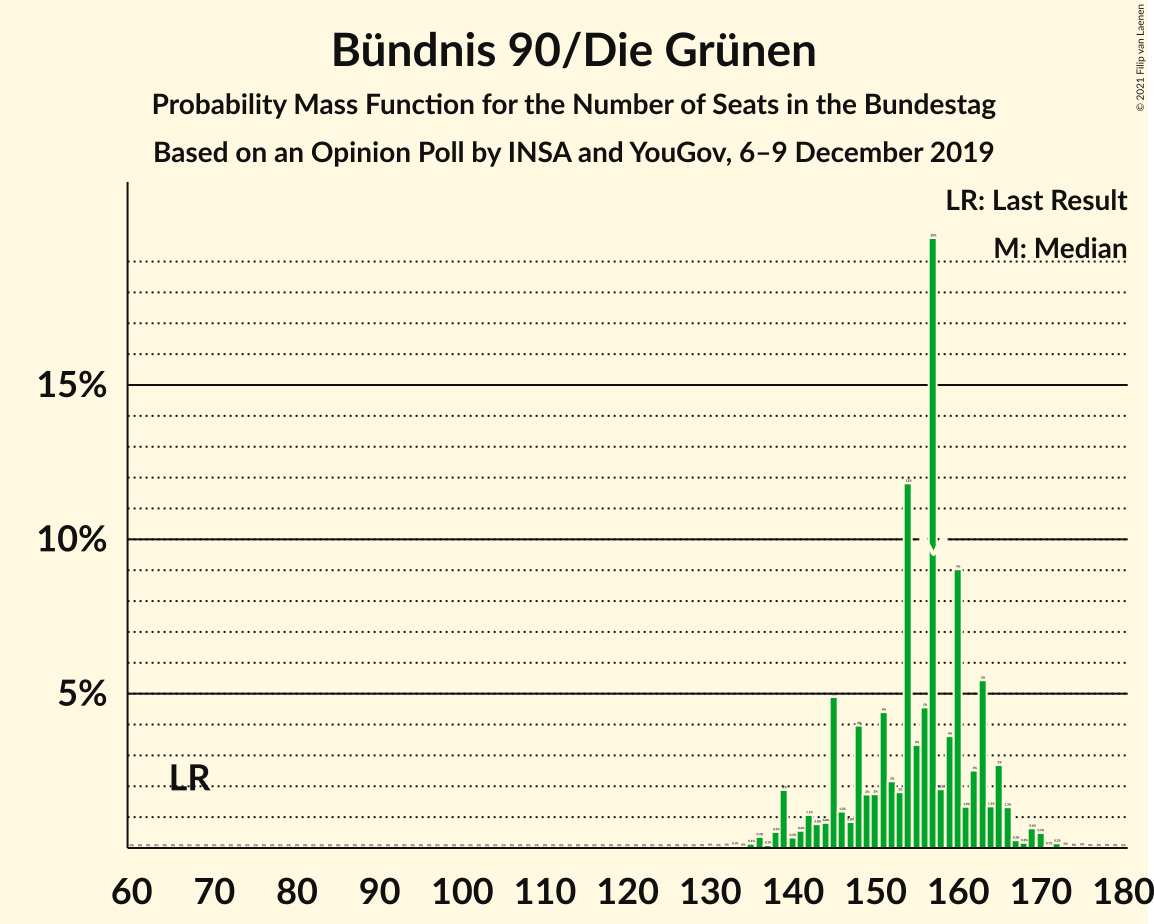 Bündnis 90/Die Grünen
Probability Mass Function for the Number of Seats in the Bundestag
Based on an Opinion Poll by INSA and YouGov, 6–9 December 2019
© 2021 Filip van Laenen
LR: Last Result
M: Median
15%
10%
5%
LR
60 70 80 90 100 110 120 130 140 150 160 170 180